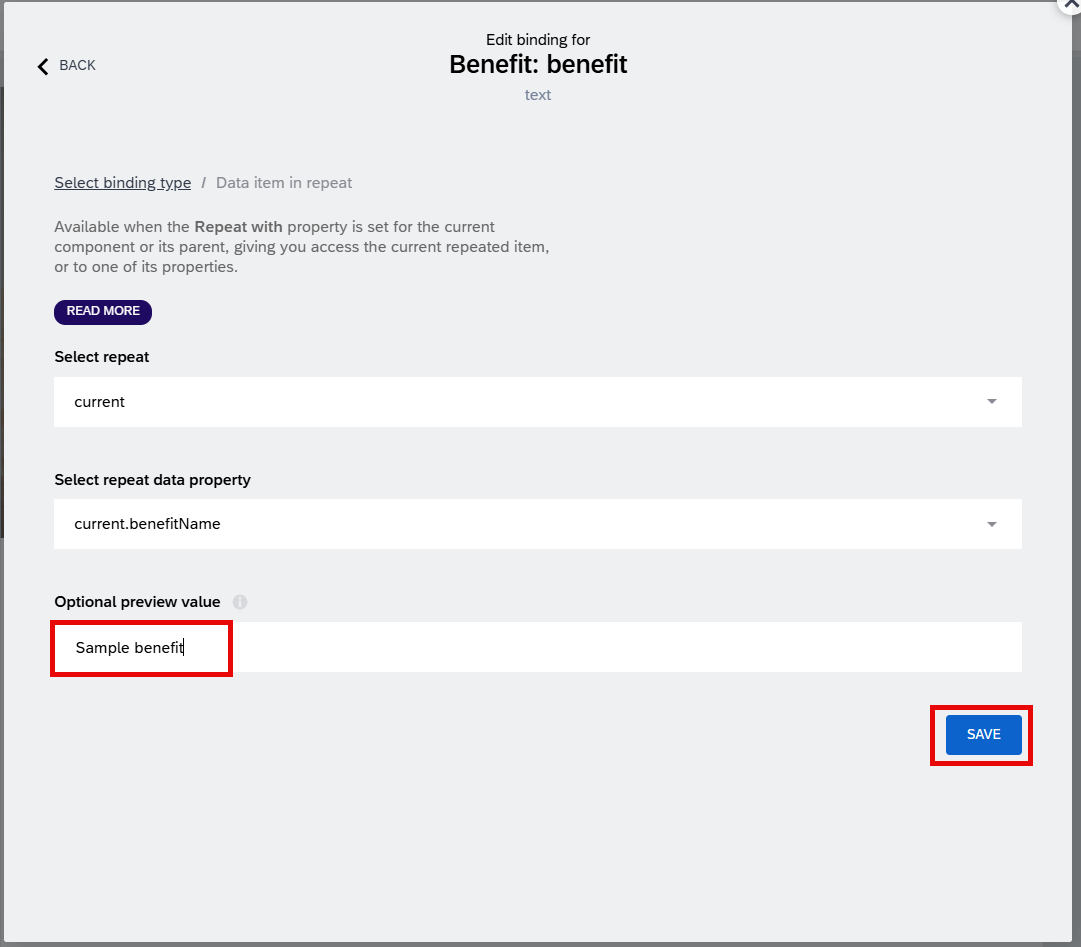 Edit binding for
BACK
Benefit: benefit
text
Select binding type / Data item in repeat
Available when the Repeat with property is set for the current
component or its parent, giving you access the current repeated item,
or to one of its properties.
READ MORE
Select repeat
current
Select repeat data property
current.benefitName
Optional preview value
Sample benefit
SAVE